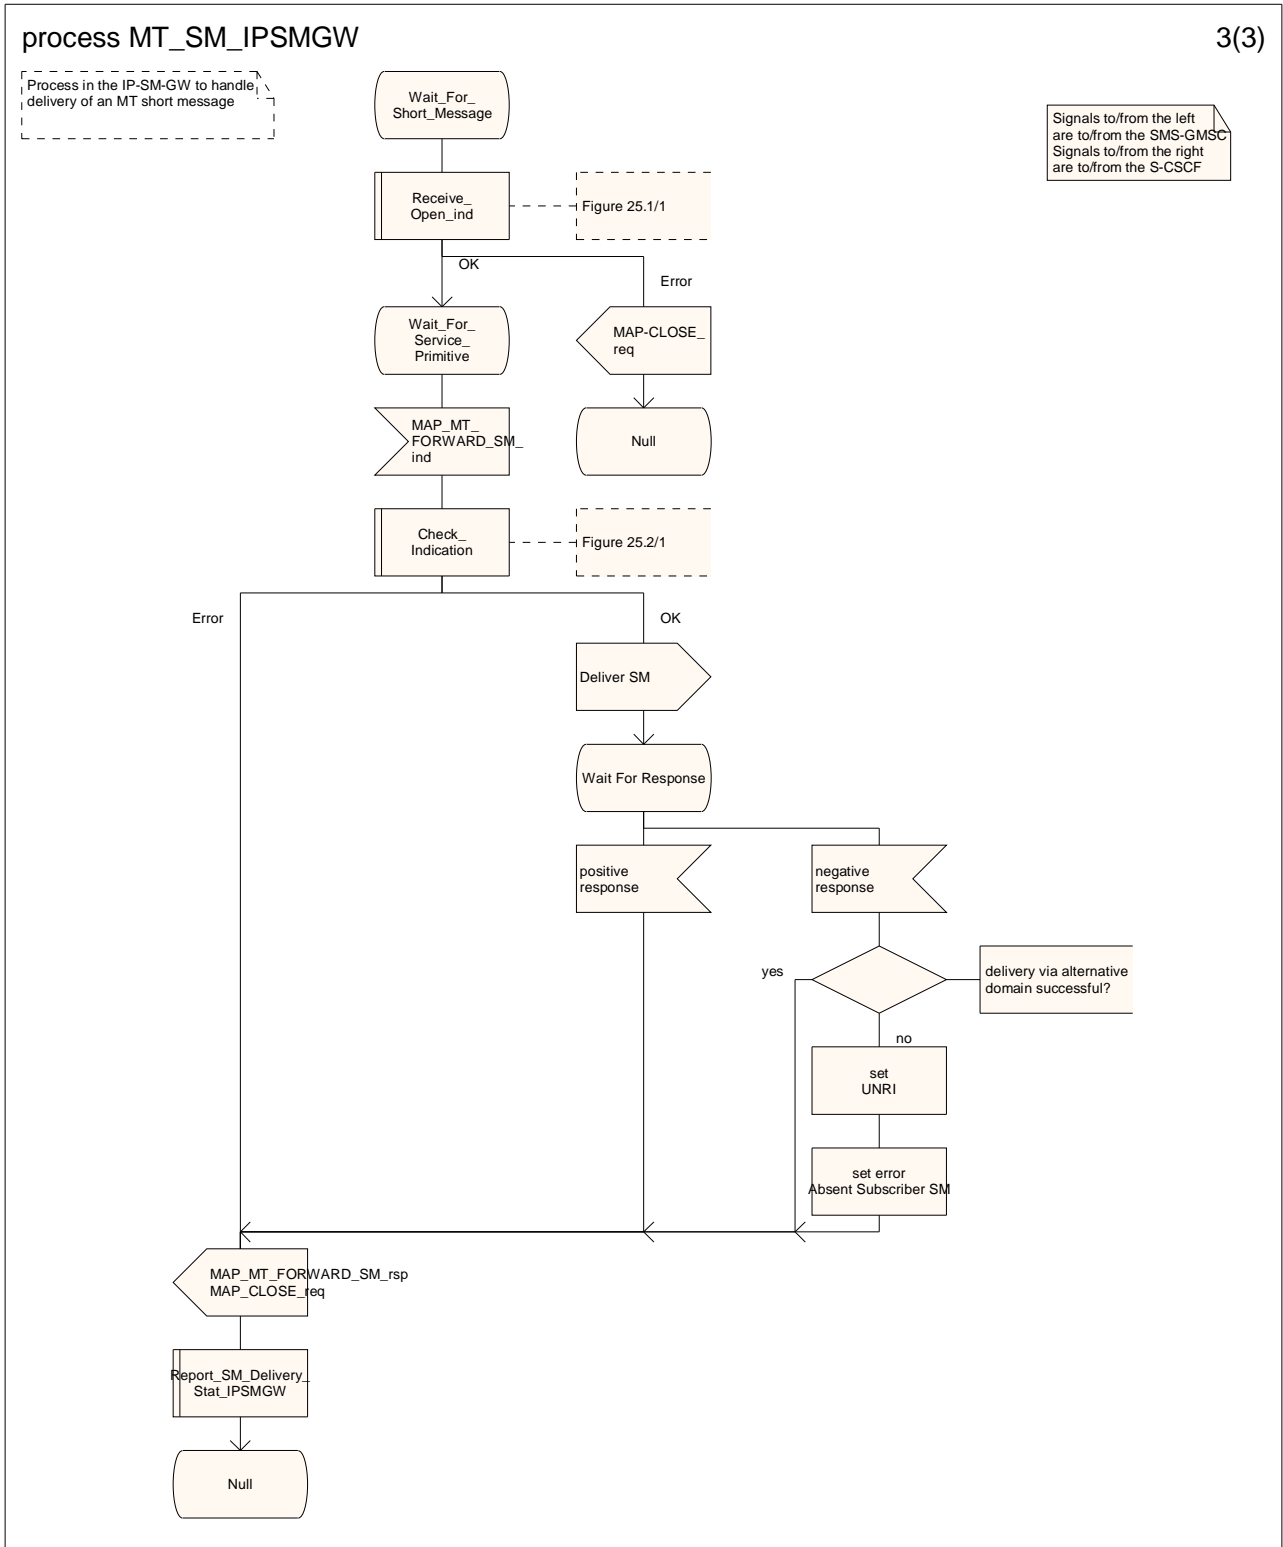 process MT_SM_IPSMGW
3(3)
Process in the IP-SM-GW to handle
delivery of an MT short message
Wait_For_
Short_Message
Signals to/from the left
are to/from the SMS-GMSC
Signals to/from the right
are to/from the S-CSCF
Receive_
Open_ind
Figure 25.1/1
OK
Error
Wait_For_
Service_
Primitive
MAP-CLOSE_
req
MAP_MT_
FORWARD_SM_
ind
Null
Check_
Indication
Figure 25.2/1
Error
OK
Deliver SM
Wait For Response
positive
response
negative
response
yes
delivery via alternative
domain successful?
no
set
UNRI
set error
Absent Subscriber SM
MAP_MT_FORWARD_SM_rsp
MAP_CLOSE_req
Report_SM_Delivery_
Stat_IPSMGW
Null